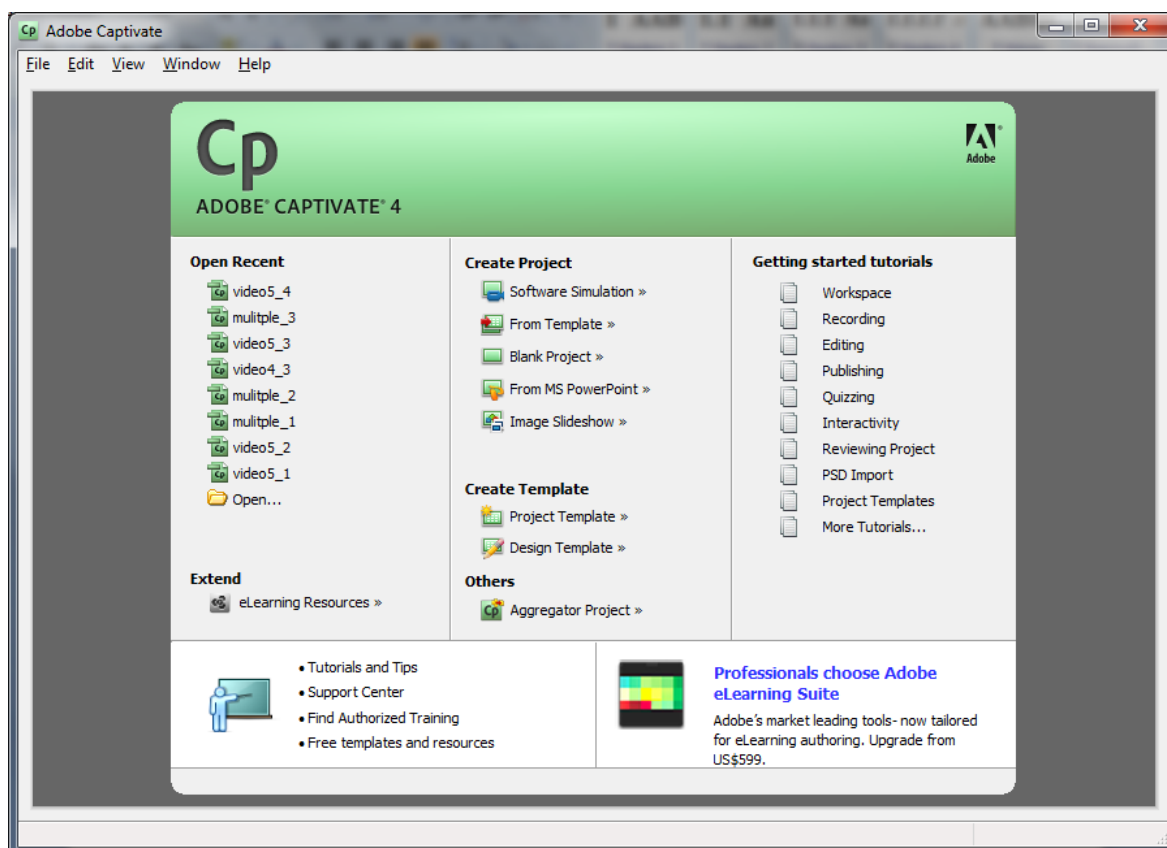 Cp Adobe Captivate
File Edit View Window Help
Cp
ADOBE® CAPTIVATE® 4
Adobe
Open Recent
video5_4
mulitple_3
video5_3
video4_3
mulitple_2
mulitple_1
video5_2
video5_1
Open...
Extend
eLearning Resources »
Create Project
Software Simulation »
From Template »
Blank Project »
From MS PowerPoint »
Image Slideshow »
Create Template
Project Template »
Design Template »
Others
Aggregator Project »
Getting started tutorials
Workspace
Recording
Editing
Publishing
Quizzing
Interactivity
Reviewing Project
PSD Import
Project Templates
More Tutorials...
• Tutorials and Tips
• Support Center
• Find Authorized Training
• Free templates and resources
Professionals choose Adobe
eLearning Suite
Adobe's market leading tools- now tailored
for eLearning authoring. Upgrade from
US$599.